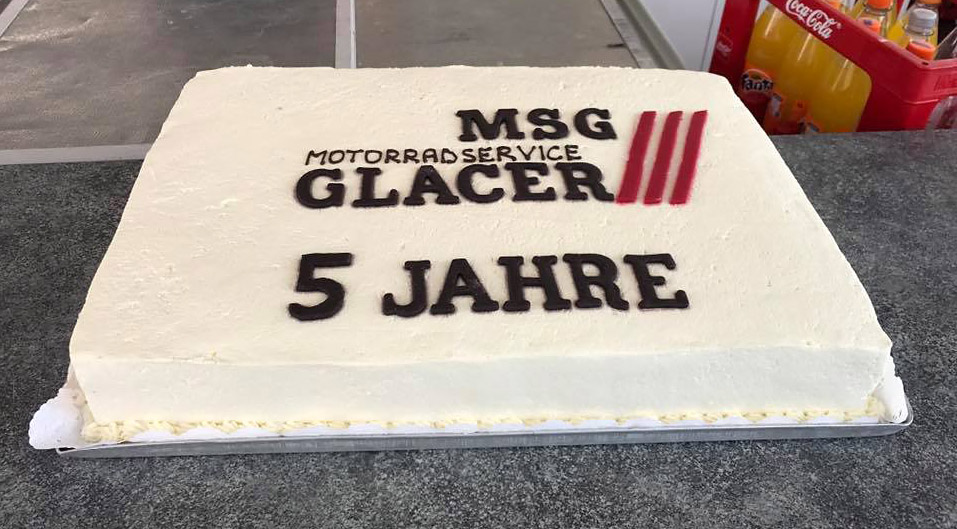 MSG
MOTORRADSERVICE
GLACER
5 JAHRE
Coca-Cola
Fanta